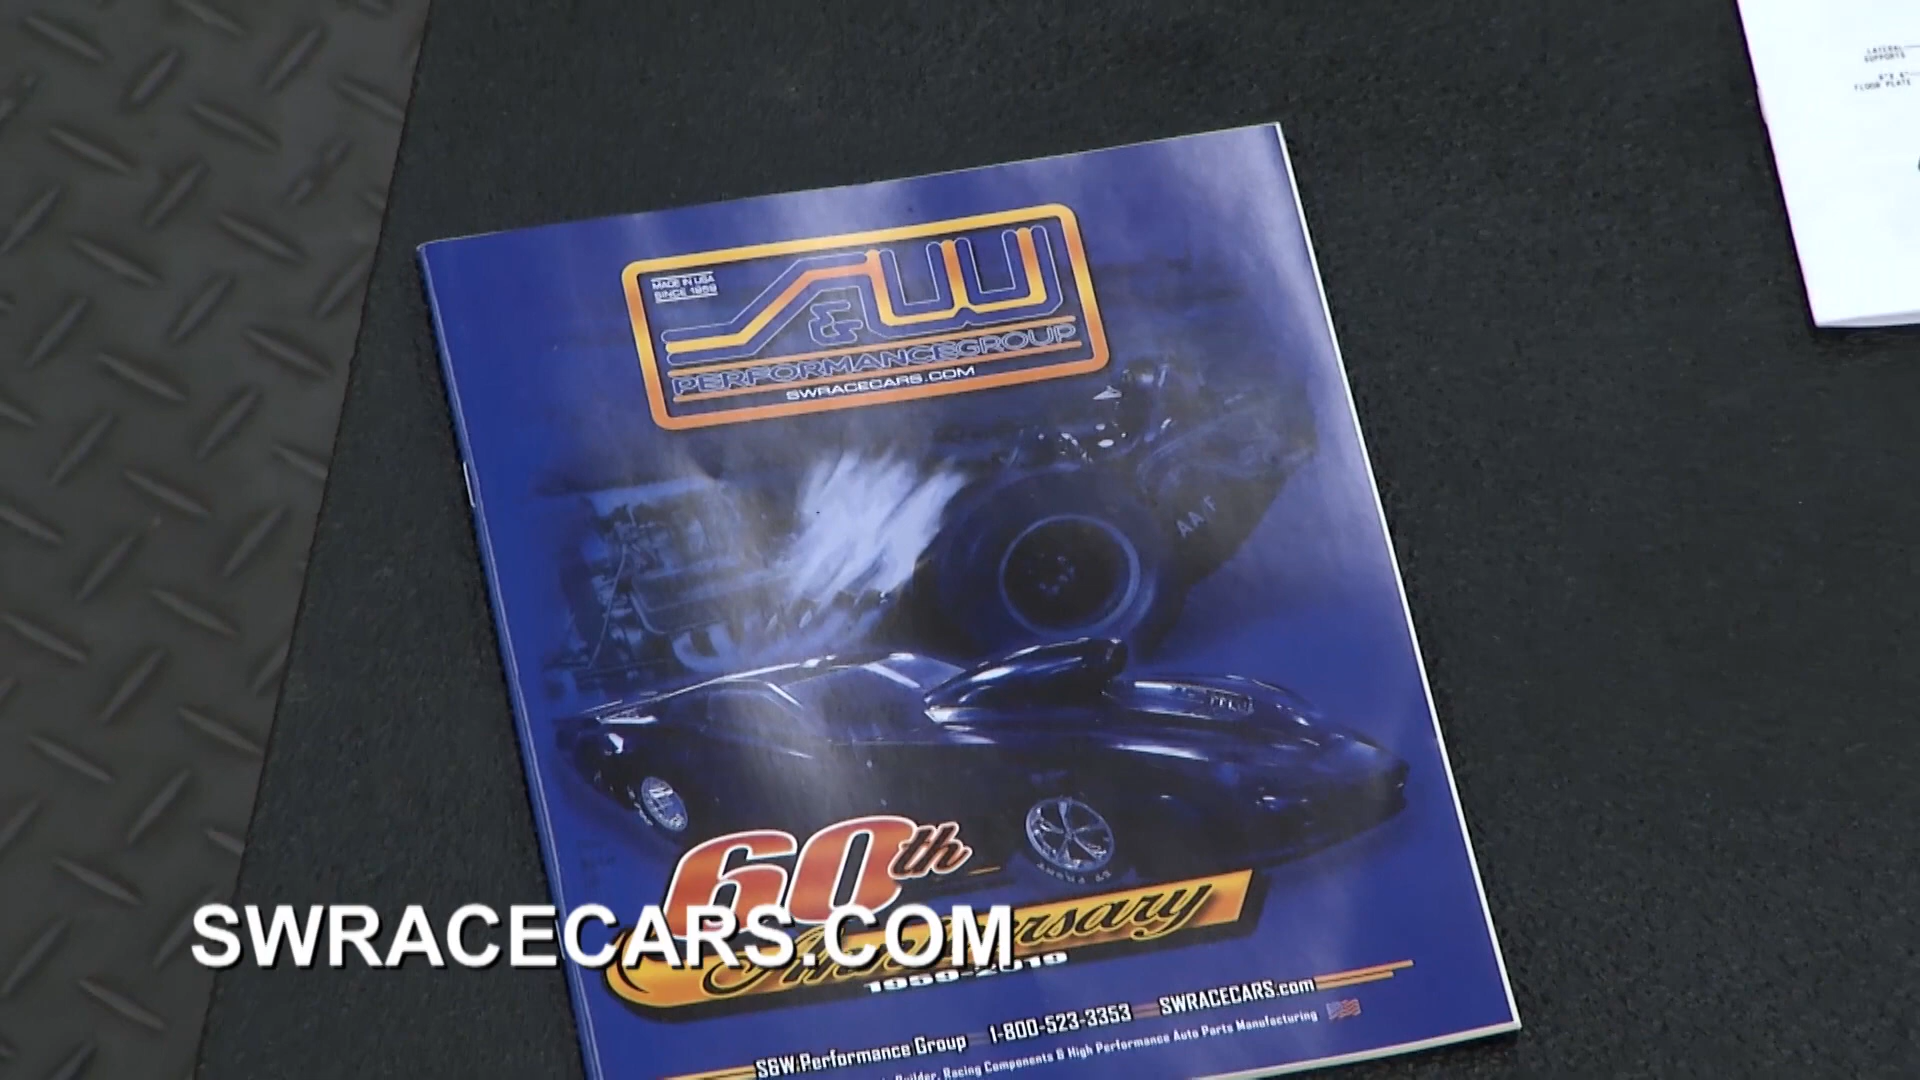 LATERAL
SUPPORTS
FLOOR PLATE
MADE IN USA
SINCE 1959
S&W
PERFORMANCEGROUP
SWRACECARS.COM
AA/F
60th
Anniversary
1959-2019
SWRACECARS.COM
S&W Performance Group 1-800-523-3353 SWRACECARS.com
Builder, Racing Components & High Performance Auto Parts Manufacturing